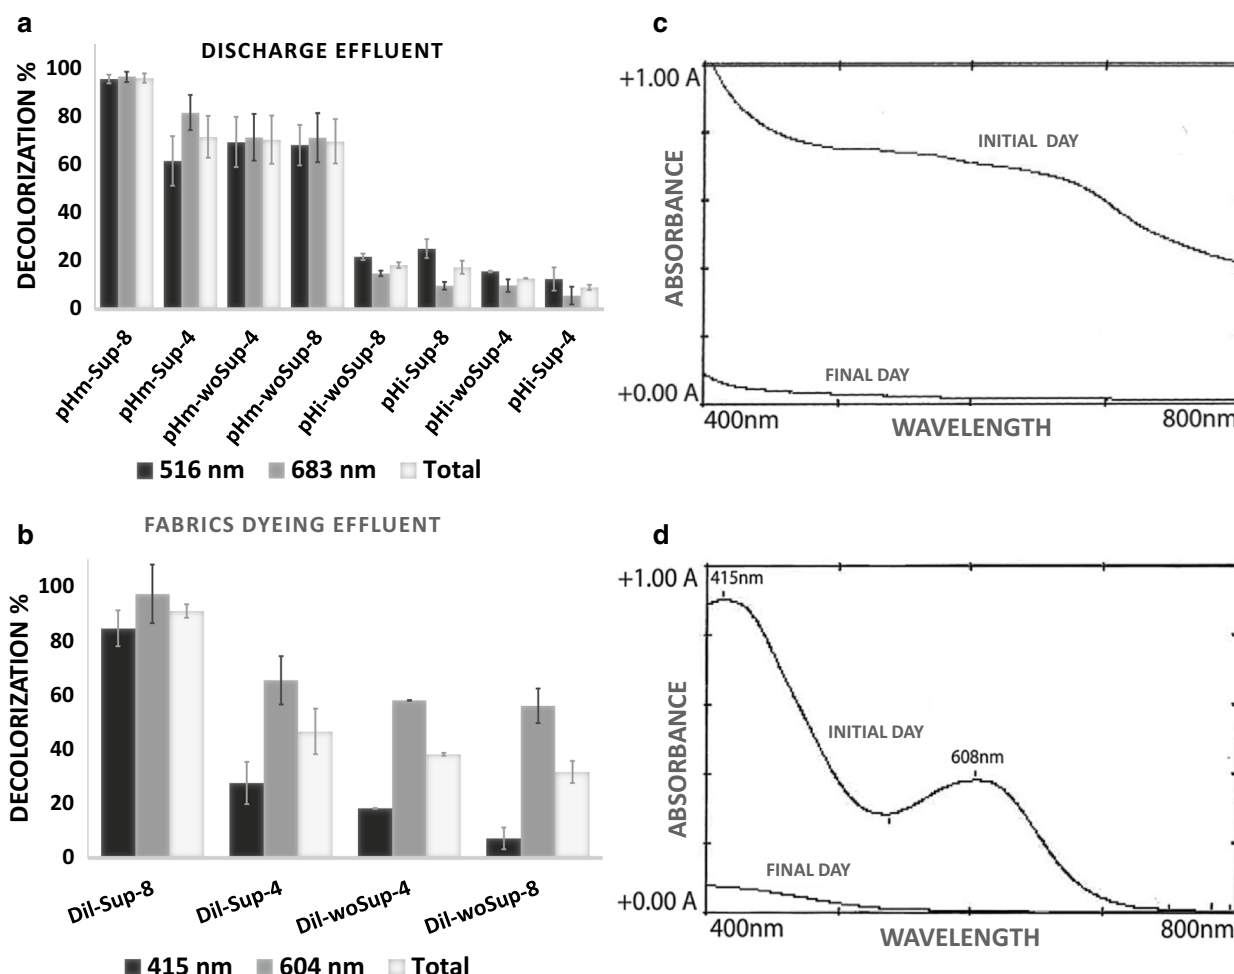 a
DISCHARGE EFFLUENT
DECOLORIZATION %
100
80
60
40
20
0
pHm-Sup-8
pHm-Sup-4
pHm-woSup-4
pHm-woSup-8
pHi-woSup-8
pHi-Sup-8
pHi-woSup-4
pHi-Sup-4
516 nm 683 nm Total
b
FABRICS DYEING EFFLUENT
DECOLORIZATION %
100
80
60
40
20
0
Dil-Sup-8
Dil-Sup-4
Dil-woSup-4
Dil-woSup-8
415 nm 604 nm Total
c
+1.00 A
ABSORBANCE
INITIAL DAY
FINAL DAY
+0.00 A
400nm WAVELENGTH 800nm
d
+1.00 A
415nm
ABSORBANCE
INITIAL DAY
608nm
FINAL DAY
+0.00 A
400nm WAVELENGTH 800nm